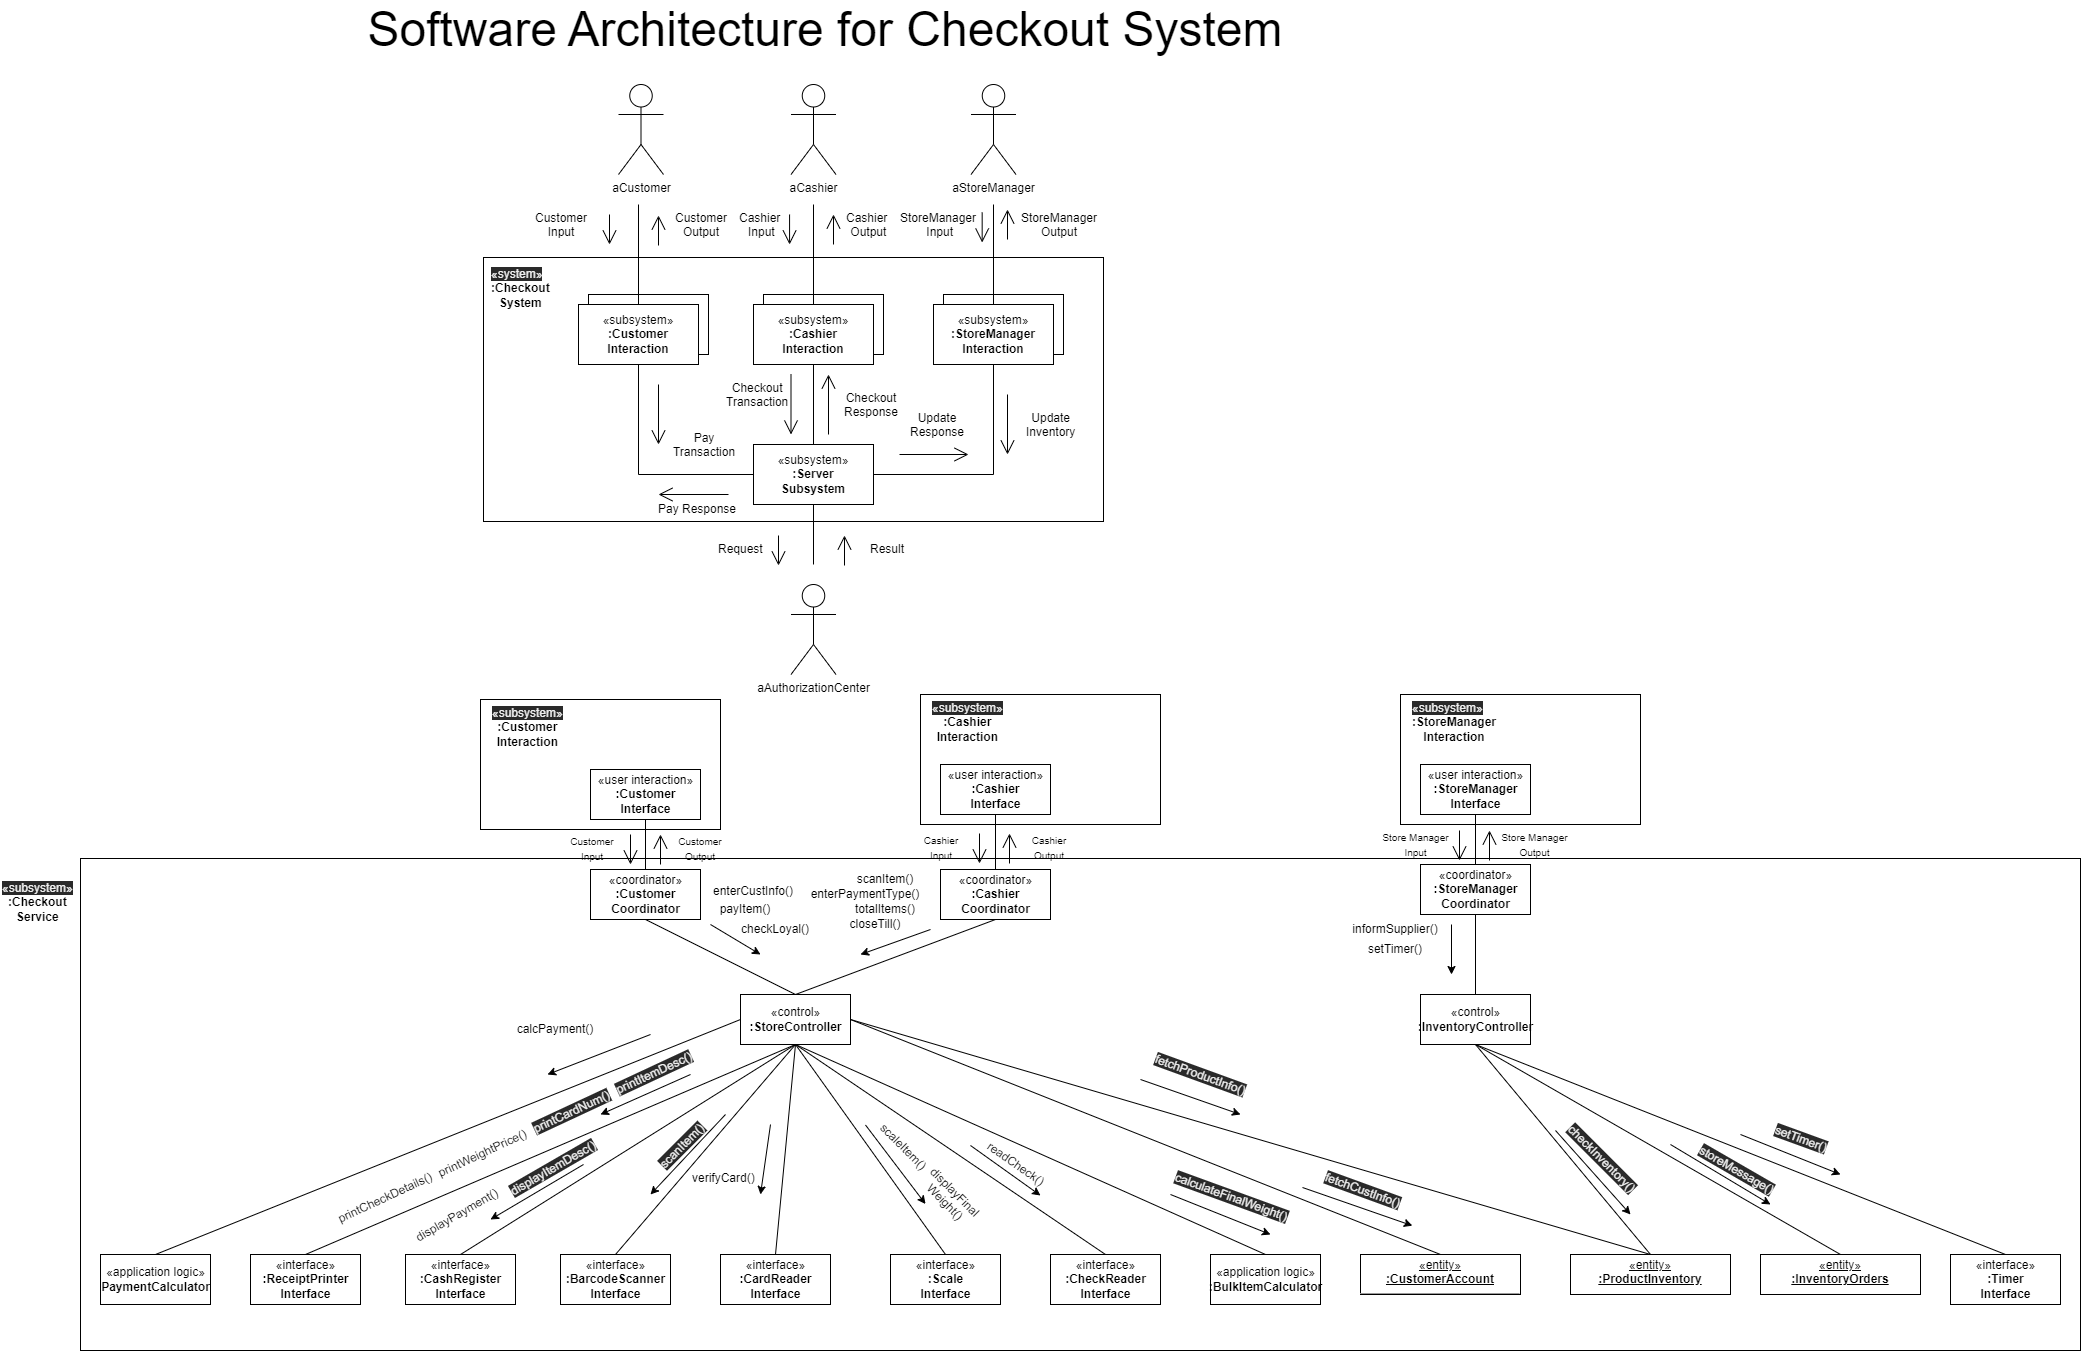 Software Architecture for Checkout System
aCustomer
aCashier
aStoreManager
Customer
Input
Customer
Output
Cashier
Input
Cashier
Output
StoreManager
Input
StoreManager
Output
«system»
:Checkout
System
«subsystem»
:Customer
Interaction
«subsystem»
:Cashier
Interaction
«subsystem»
:StoreManager
Interaction
Checkout
Transaction
Checkout
Response
Update
Response
Update
Inventory
Pay
Transaction
«subsystem»
:Server
Subsystem
Pay Response
Request
Result
aAuthorizationCenter
«subsystem»
:Customer
Interaction
«user interaction»
:Customer
Interface
«subsystem»
:Cashier
Interaction
«user interaction»
:Cashier
Interface
«subsystem»
:StoreManager
Interaction
«user interaction»
:StoreManager
Interface
Customer
Input
Customer
Output
Cashier
Input
Cashier
Output
Store Manager
Input
Store Manager
Output
«subsystem»
:Checkout
Service
«coordinator»
:Customer
Coordinator
enterCustInfo()
payItem()
checkLoyal()
scanItem()
enterPaymentType()
totalItems()
closeTill()
«coordinator»
:Cashier
Coordinator
«coordinator»
:StoreManager
Coordinator
informSupplier()
setTimer()
«control»
:StoreController
«control»
:InventoryController
calcPayment()
printItemDesc()
printCardNum()
printWeightPrice()
printCheckDetails()
displayItemDesc()
displayPayment()
scanItem()
verifyCard()
scaleItem()
displayFinal
Weight()
readCheck()
fetchProductInfo()
calculateFinalWeight()
fetchCustInfo()
checkInventory()
storeMessage()
setTimer()
«application logic»
PaymentCalculator
«interface»
:ReceiptPrinter
Interface
«interface»
:CashRegister
Interface
«interface»
:BarcodeScanner
Interface
«interface»
:CardReader
Interface
«interface»
:Scale
Interface
«interface»
:CheckReader
Interface
«application logic»
:BulkItemCalculator
«entity»
:CustomerAccount
«entity»
:ProductInventory
«entity»
:InventoryOrders
«interface»
:Timer
Interface